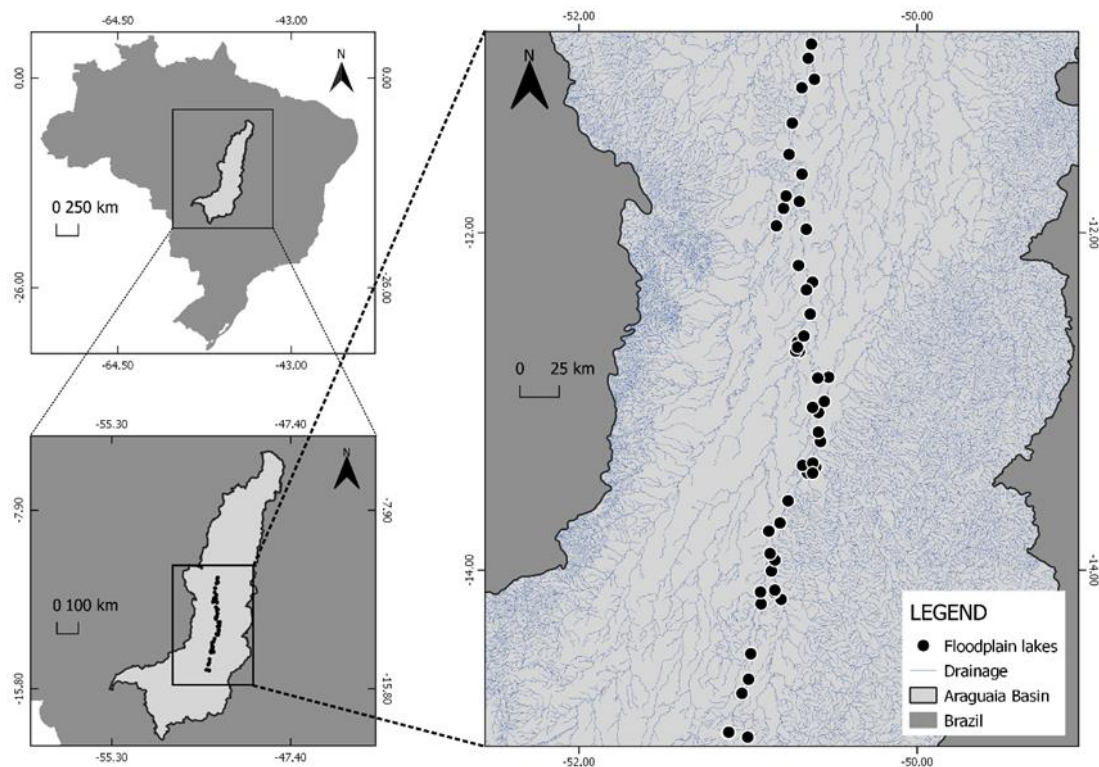 -64.50
-43.00
N
0.00
0.00
0 250 km
-26.00
-26.00
-64.50
-43.00
-55.30
-47.40
N
-7.90
-7.90
0 100 km
-15.80
-15.80
-55.30
-47.40
-52.00
-50.00
N
-12.00
-12.00
0 25 km
-14.00
-14.00
LEGEND
Floodplain lakes
Drainage
Araguaia Basin
Brazil
-52.00
-50.00